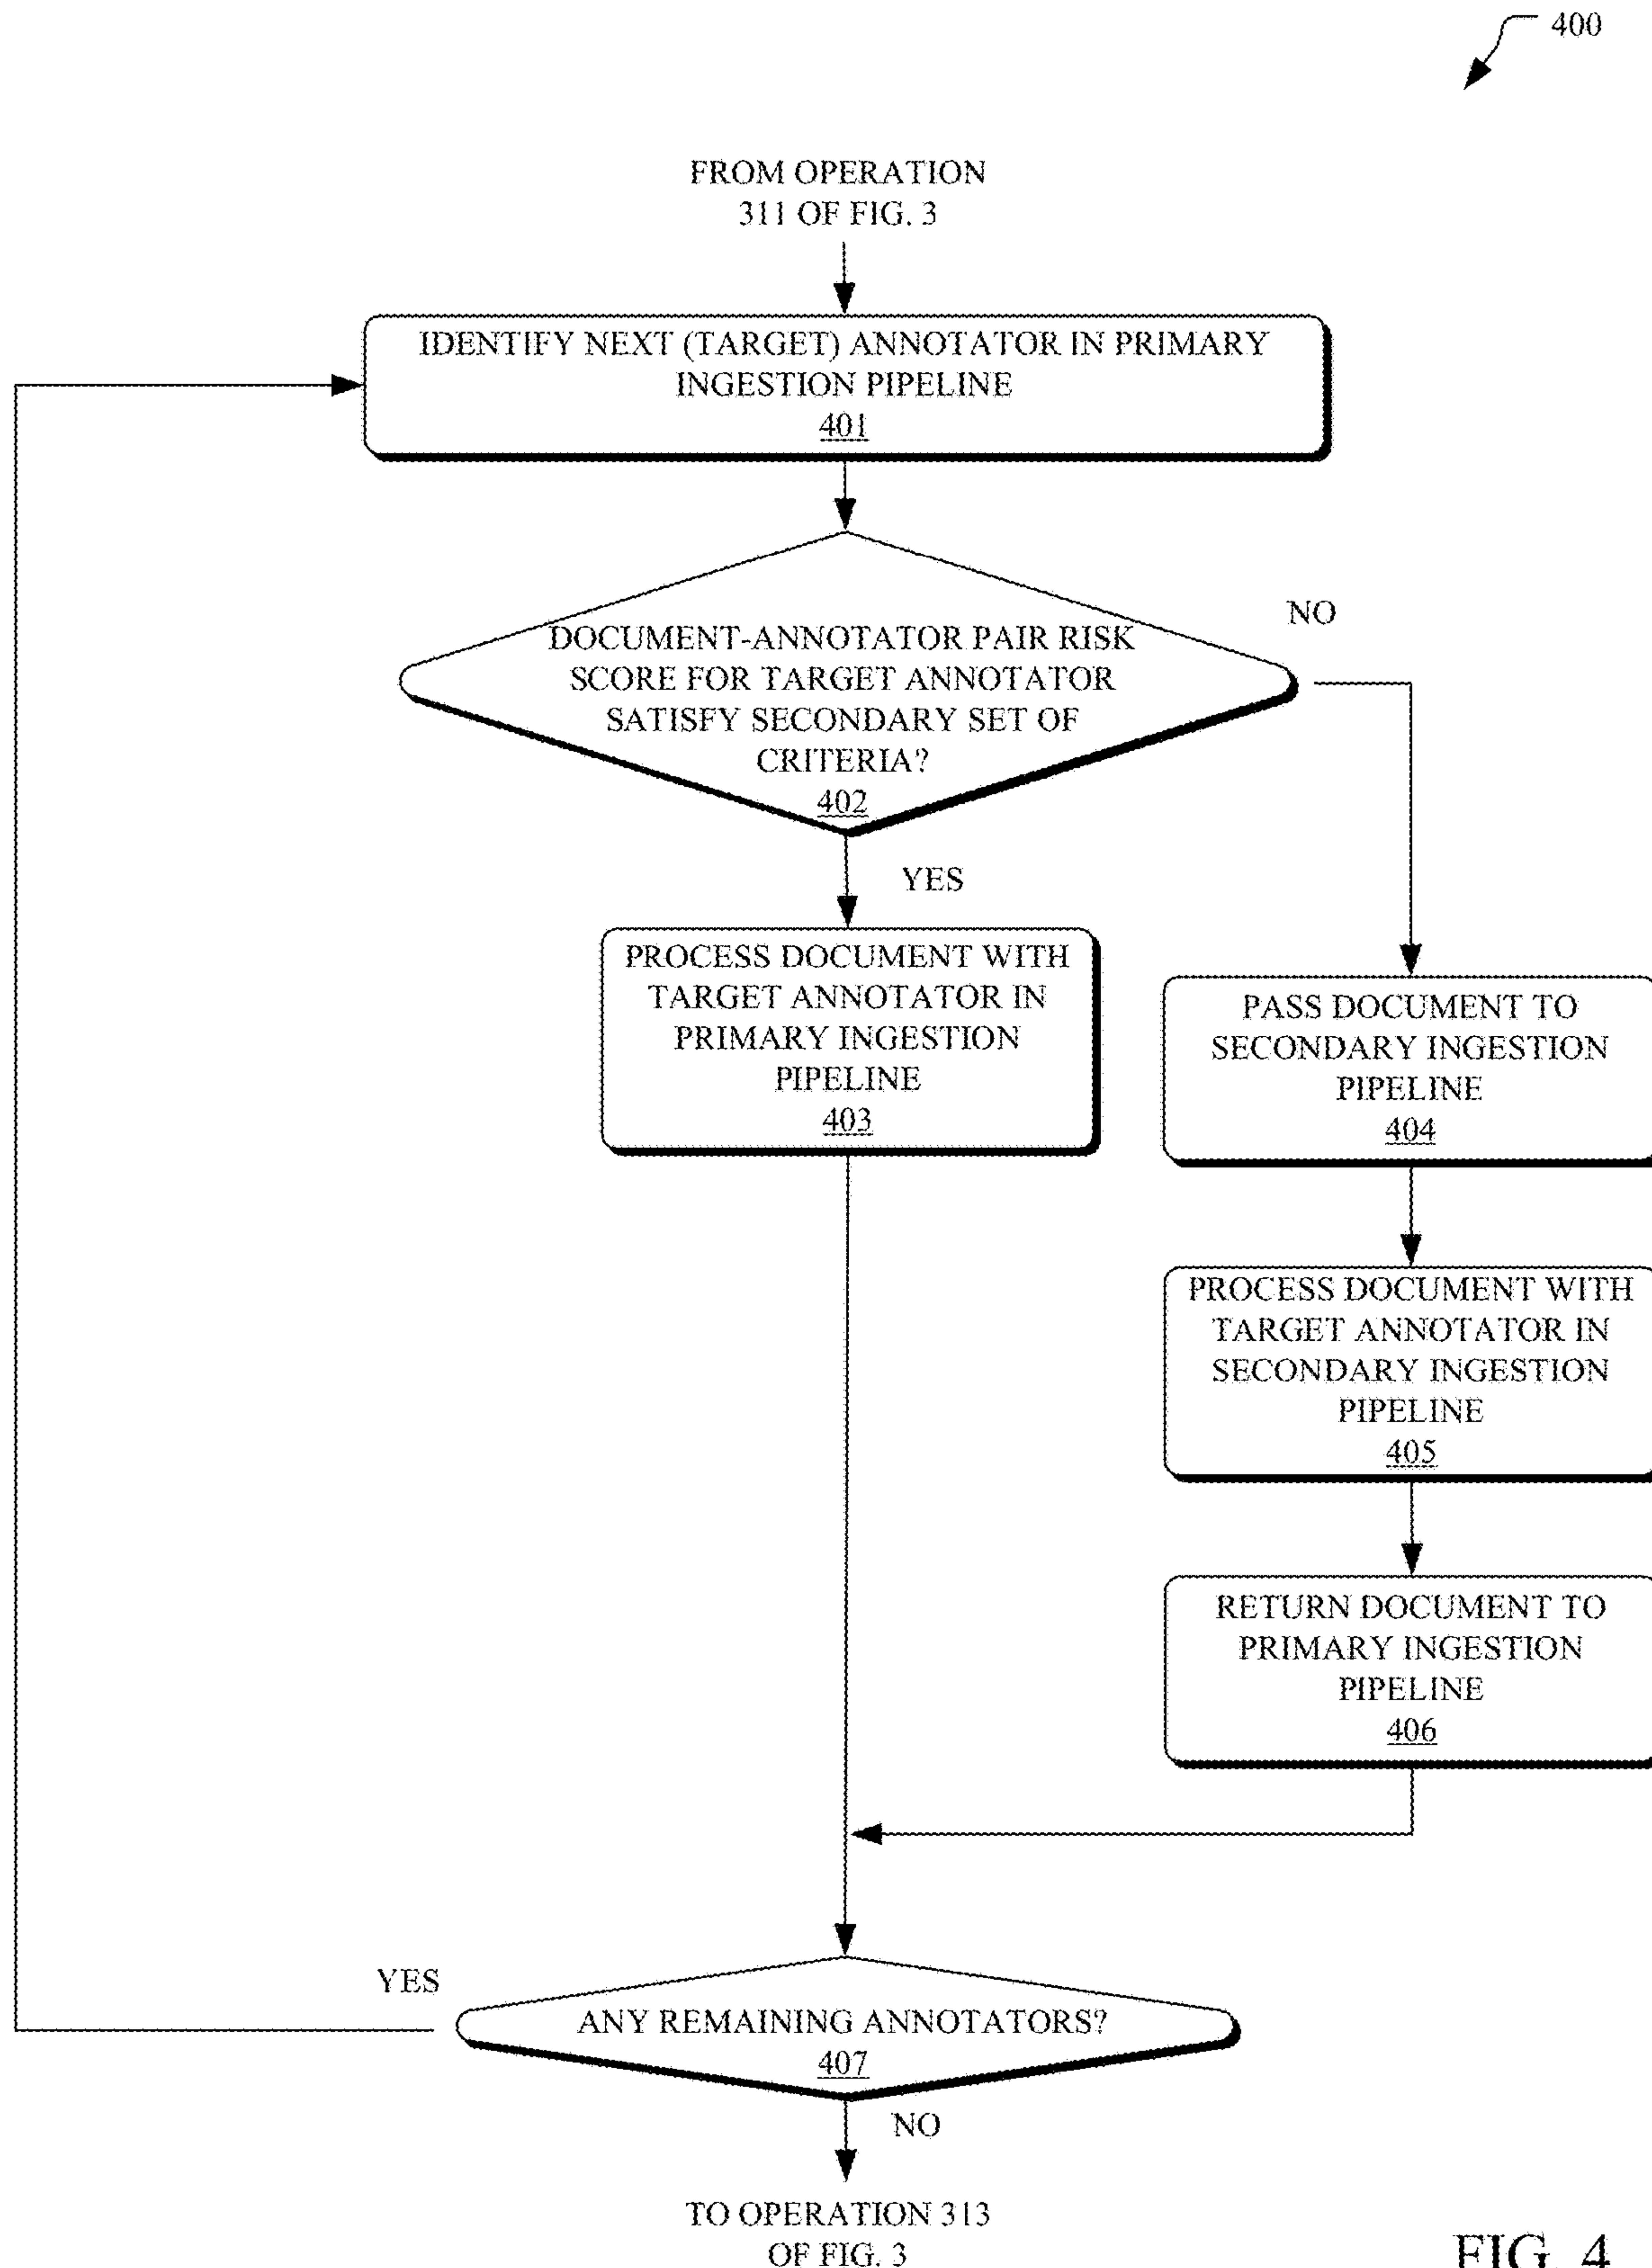 400
FROM OPERATION
311 OF FIG. 3
IDENTIFY NEXT (TARGET) ANNOTATOR IN PRIMARY
INGESTION PIPELINE
401
DOCUMENT-ANNOTATOR PAIR RISK
SCORE FOR TARGET ANNOTATOR
SATISFY SECONDARY SET OF
CRITERIA?
402
NO
YES
PROCESS DOCUMENT WITH
TARGET ANNOTATOR IN
PRIMARY INGESTION
PIPELINE
403
PASS DOCUMENT TO
SECONDARY INGESTION
PIPELINE
404
PROCESS DOCUMENT WITH
TARGET ANNOTATOR IN
SECONDARY INGESTION
PIPELINE
405
RETURN DOCUMENT TO
PRIMARY INGESTION
PIPELINE
406
YES
ANY REMAINING ANNOTATORS?
407
NO
TO OPERATION 313
OF FIG. 3
FIG. 4